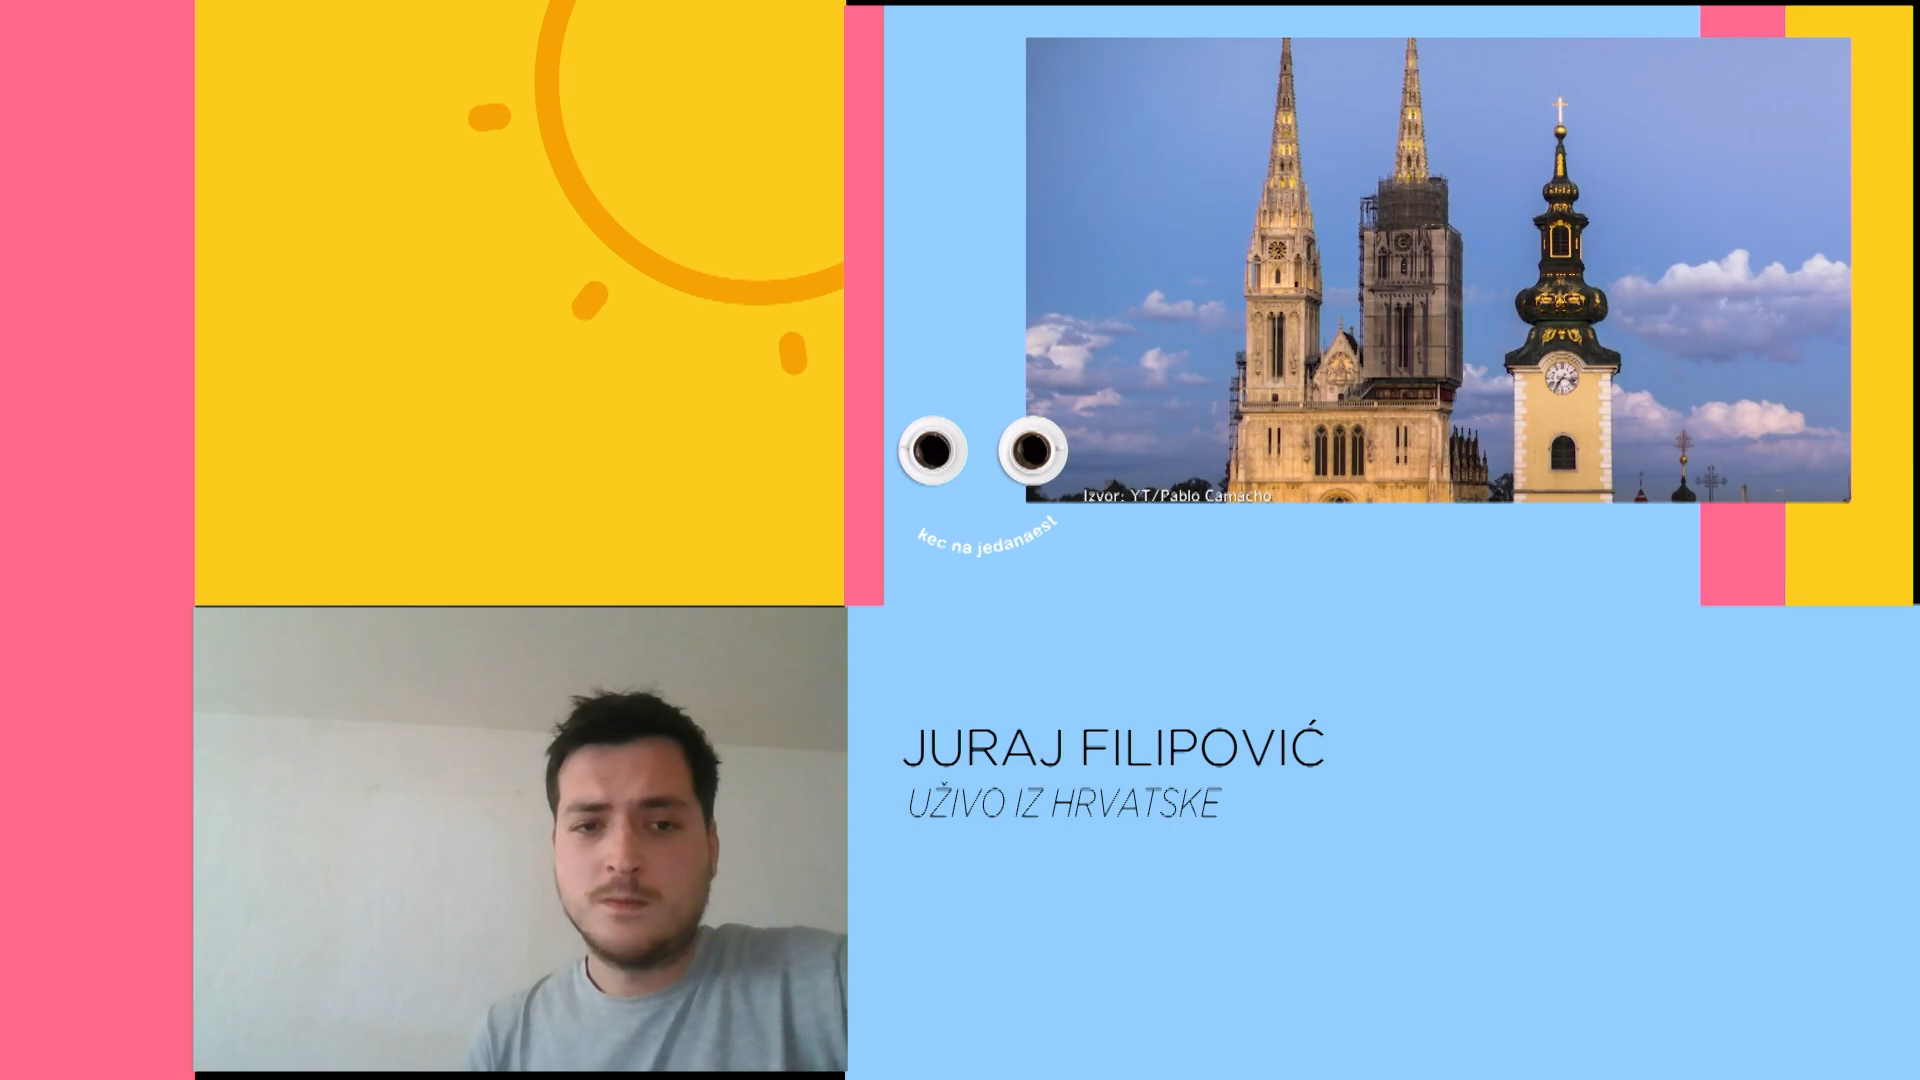 Izvor: YT/Pablo Camacho
kec na jedanaest
JURAJ FILIPOVIĆ
UŽIVO IZ HRVATSKE